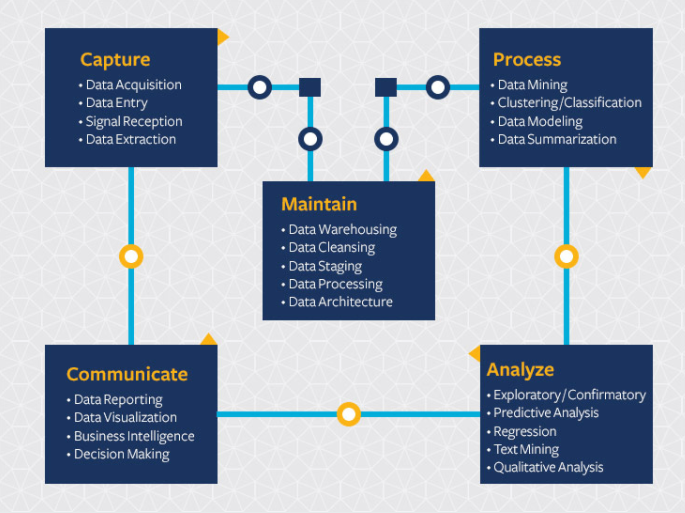 Capture
• Data Acquisition
• Data Entry
• Signal Reception
• Data Extraction
Maintain
• Data Warehousing
• Data Cleansing
• Data Staging
• Data Processing
• Data Architecture
Process
• Data Mining
• Clustering/Classification
• Data Modeling
• Data Summarization
Analyze
• Exploratory/Confirmatory
• Predictive Analysis
• Regression
• Text Mining
• Qualitative Analysis
Communicate
• Data Reporting
• Data Visualization
• Business Intelligence
• Decision Making